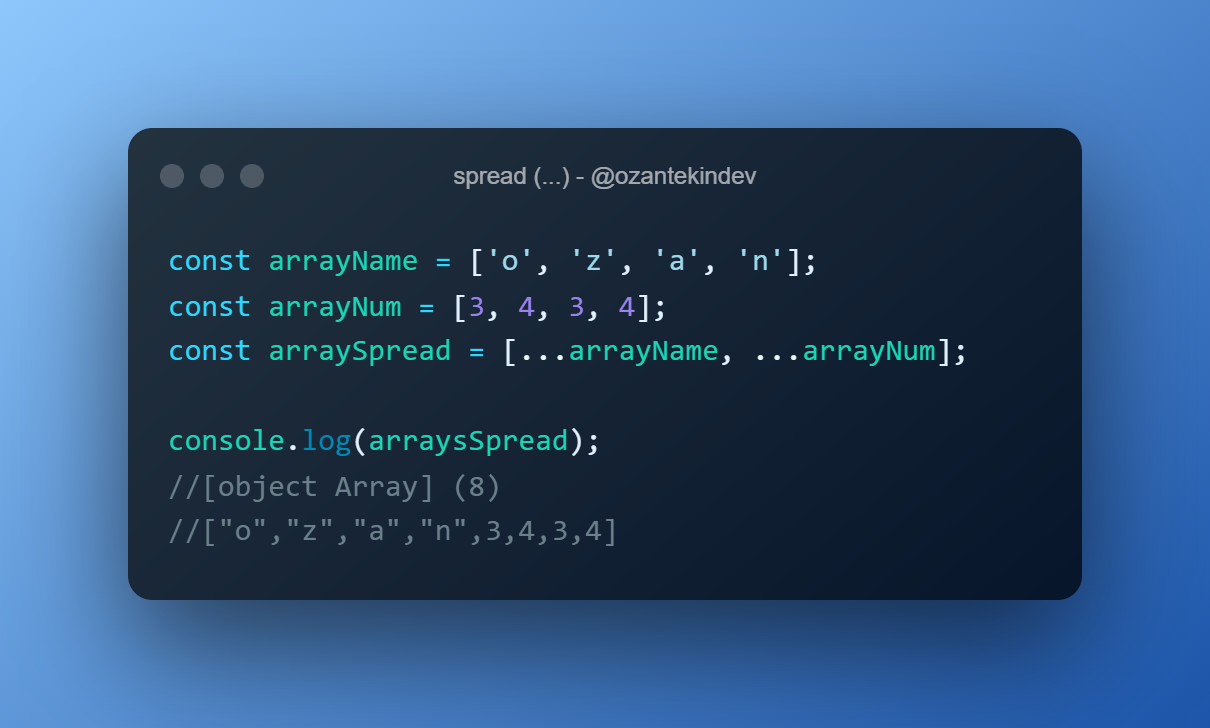 spread (...) - @ozantekindev
const arrayName = ['o', 'z', 'a', 'n'];
const arrayNum = [3, 4, 3, 4];
const arraySpread = [...arrayName, ...arrayNum];
console.log(arraysSpread);
//[object Array] (8)
//["o","z","a","n",3,4,3,4]